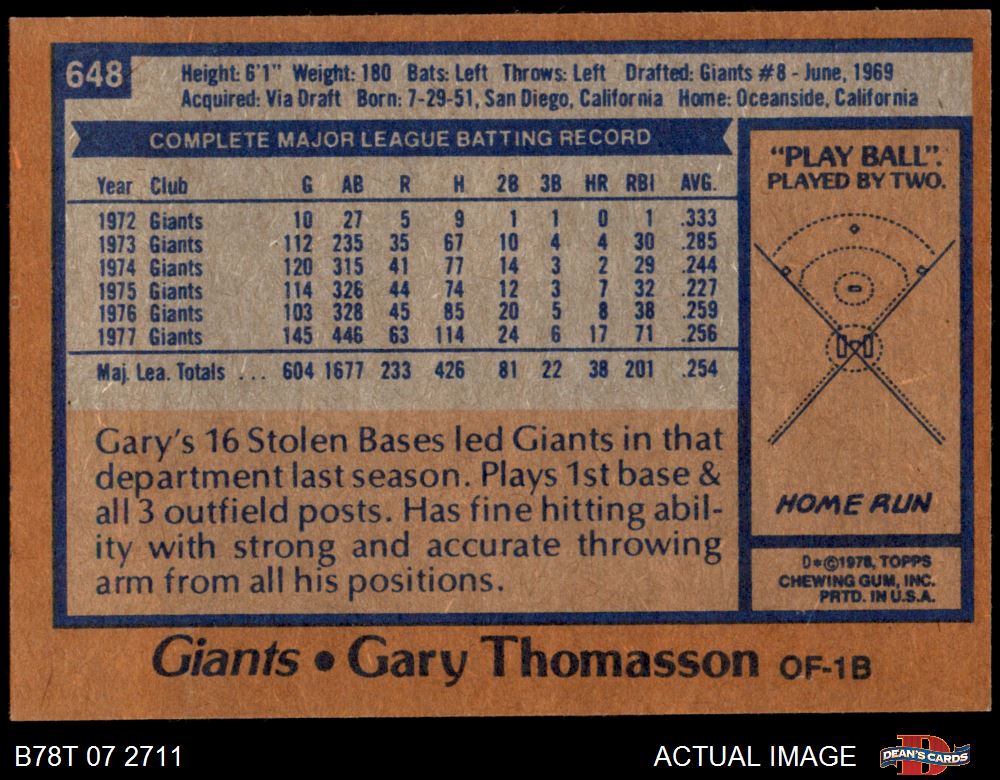 648
Height: 6'1" Weight: 180 Bats: Left Throws: Left Drafted: Giants #8 - June, 1969
Acquired: Via Draft Born: 7-29-51, San Diego, California Home: Oceanside, California
COMPLETE MAJOR LEAGUE BATTING RECORD
Year Club G AB R H 2B 3B HR RBI AVG.
1972 Giants 10 27 5 9 1 1 0 1 .333
1973 Giants 112 235 35 67 10 4 4 30 .285
1974 Giants 120 315 41 77 14 3 2 29 .244
1975 Giants 114 326 44 74 12 3 7 32 .227
1976 Giants 103 328 45 85 20 5 8 38 .259
1977 Giants 145 446 63 114 24 6 17 71 .256
Maj. Lea. Totals ... 604 1677 233 426 81 22 38 201 .254
Gary's 16 Stolen Bases led Giants in that
department last season. Plays 1st base &
all 3 outfield posts. Has fine hitting abil-
ity with strong and accurate throwing
arm from all his positions.
"PLAY BALL".
PLAYED BY TWO.
HOME RUN
D*©1978, TOPPS
CHEWING GUM, INC.
PRTD. IN U.S.A.
Giants • Gary Thomasson OF-1B
B78T 07 2711
ACTUAL IMAGE
D
DEAN'S CARDS